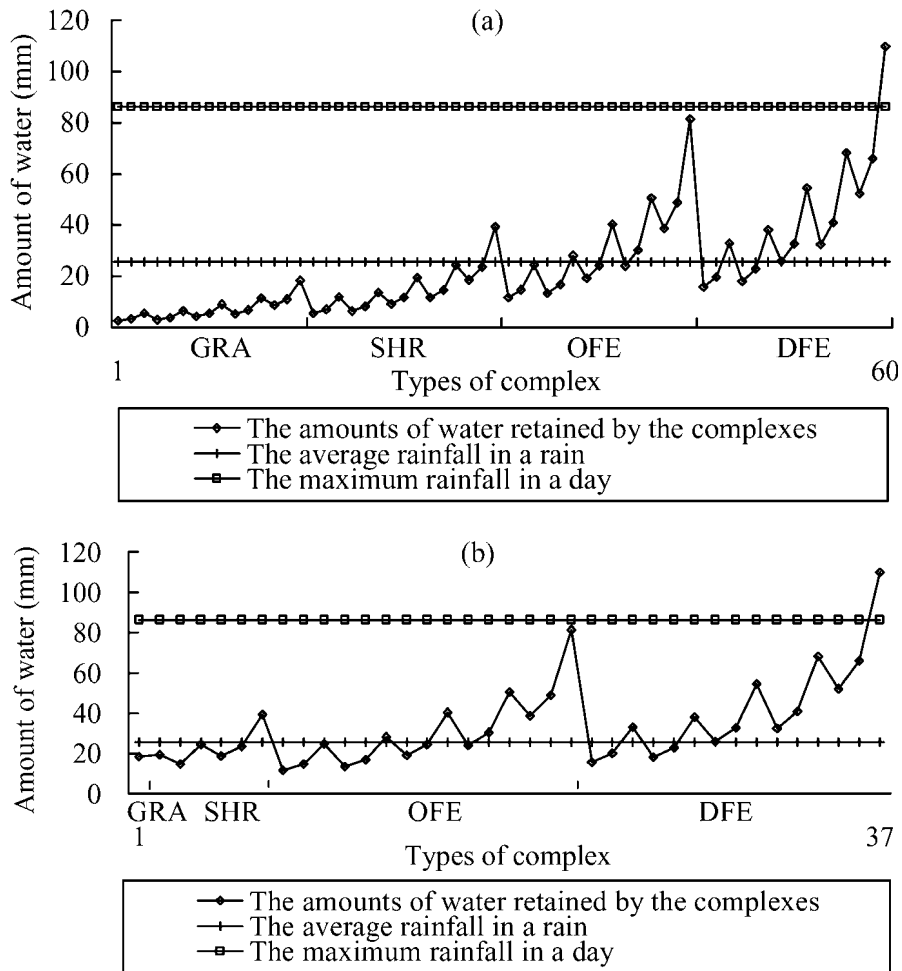 (a)
120
100
80
60
40
20
0
Amount of water (mm)
GRA SHR OFE DFE
1 60
Types of complex
The amounts of water retained by the complexes
The average rainfall in a rain
The maximum rainfall in a day
(b)
120
100
80
60
40
20
0
Amount of water (mm)
GRA SHR OFE DFE
1 37
Types of complex
The amounts of water retained by the complexes
The average rainfall in a rain
The maximum rainfall in a day